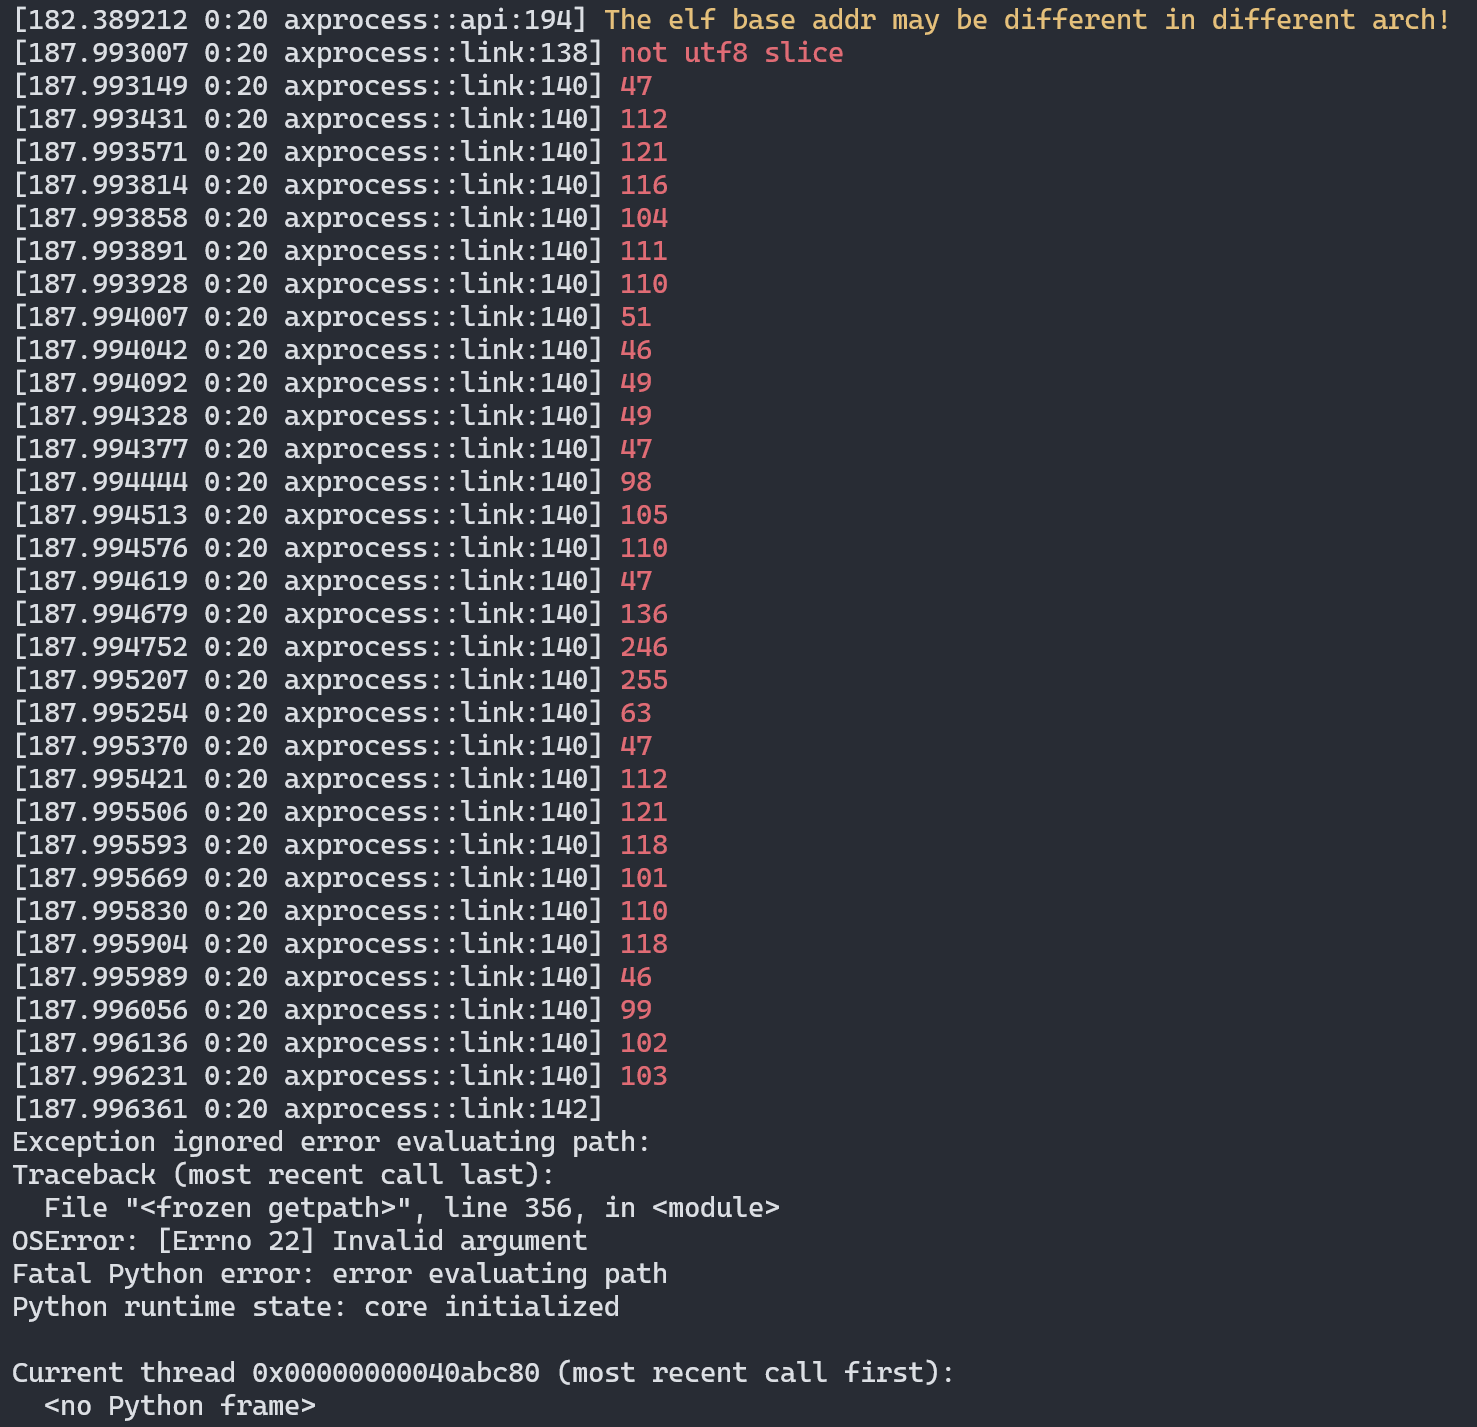 [182.389212 0:20 axprocess::api:194] The elf base addr may be different in different arch!
[187.993007 0:20 axprocess::link:138] not utf8 slice
[187.993149 0:20 axprocess::link:140] 47
[187.993431 0:20 axprocess::link:140] 112
[187.993571 0:20 axprocess::link:140] 121
[187.993814 0:20 axprocess::link:140] 116
[187.993858 0:20 axprocess::link:140] 104
[187.993891 0:20 axprocess::link:140] 111
[187.993928 0:20 axprocess::link:140] 110
[187.994007 0:20 axprocess::link:140] 51
[187.994042 0:20 axprocess::link:140] 46
[187.994092 0:20 axprocess::link:140] 49
[187.994328 0:20 axprocess::link:140] 49
[187.994377 0:20 axprocess::link:140] 47
[187.994444 0:20 axprocess::link:140] 98
[187.994513 0:20 axprocess::link:140] 105
[187.994576 0:20 axprocess::link:140] 110
[187.994619 0:20 axprocess::link:140] 47
[187.994679 0:20 axprocess::link:140] 136
[187.994752 0:20 axprocess::link:140] 246
[187.995207 0:20 axprocess::link:140] 255
[187.995254 0:20 axprocess::link:140] 63
[187.995370 0:20 axprocess::link:140] 47
[187.995421 0:20 axprocess::link:140] 112
[187.995506 0:20 axprocess::link:140] 121
[187.995593 0:20 axprocess::link:140] 118
[187.995669 0:20 axprocess::link:140] 101
[187.995830 0:20 axprocess::link:140] 110
[187.995904 0:20 axprocess::link:140] 118
[187.995989 0:20 axprocess::link:140] 46
[187.996056 0:20 axprocess::link:140] 99
[187.996136 0:20 axprocess::link:140] 102
[187.996231 0:20 axprocess::link:140] 103
[187.996361 0:20 axprocess::link:142]
Exception ignored error evaluating path:
Traceback (most recent call last):
  File "<frozen getpath>", line 356, in <module>
OSError: [Errno 22] Invalid argument
Fatal Python error: error evaluating path
Python runtime state: core initialized

Current thread 0x00000000040abc80 (most recent call first):
  <no Python frame>